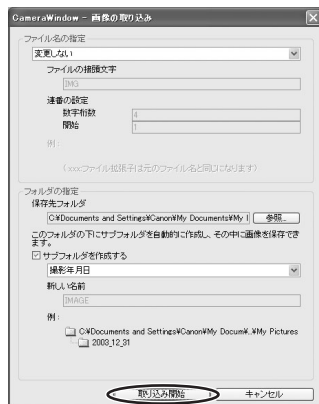 CameraWindow - 画像の取り込み
ファイル名の指定
変更しない
ファイルの接頭文字
IMG
連番の設定
数字桁数 4
開始 1
例:
(xxxファイル拡張子は元のファイル名と同じになります)
フォルダの指定
保存先フォルダ
C:¥Documents and Settings¥Canon¥My Documents¥My I 参照...
このフォルダの下にサブフォルダを自動的に作成し、その中に画像を保存でき
ます。
サブフォルダを作成する
撮影年月日
新しい名前
IMAGE
例:
C:¥Documents and Settings¥Canon¥My Docum¥..¥My Pictures
2003_12_31
取り込み開始 キャンセル